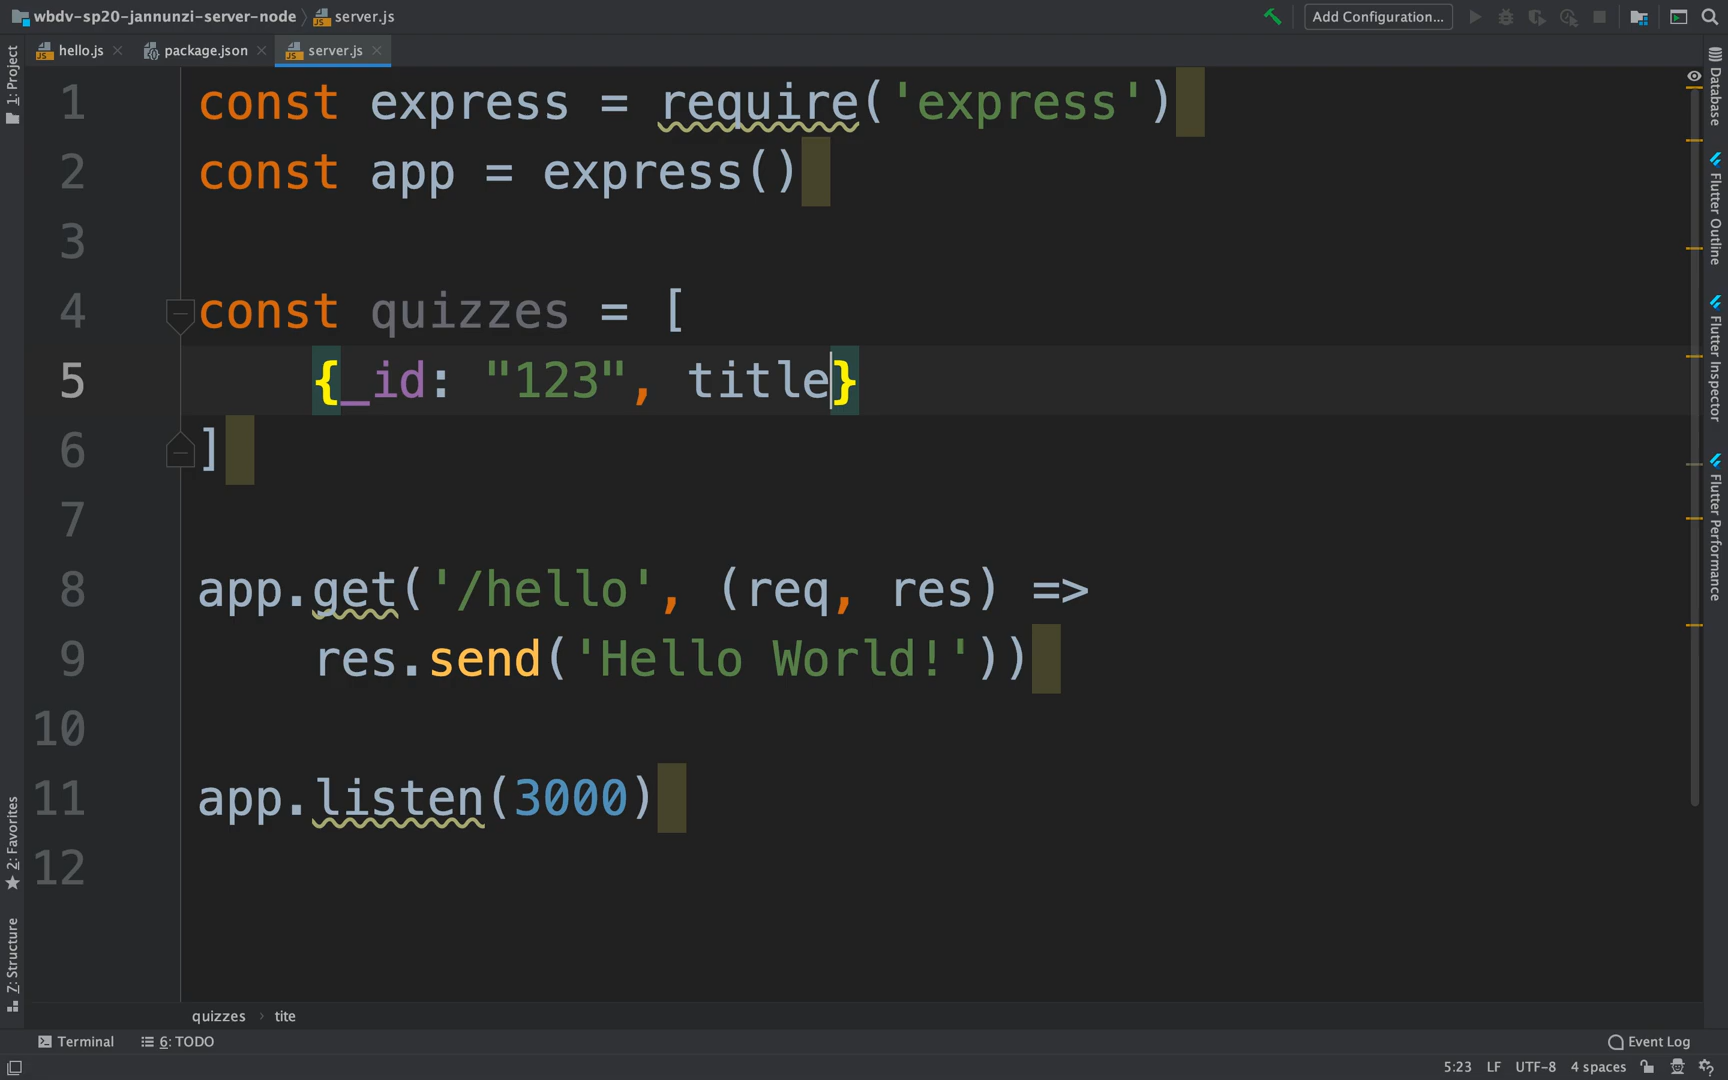 wbdv-sp20-jannunzi-server-node server.js
Add Configuration...
hello.js package.json server.js
1: Project
2: Favorites
Z: Structure
1 const express = require('express')
2 const app = express()
3
4 const quizzes = [
5 {_id: "123", title}
6 ]
7
8 app.get('/hello', (req, res) =>
9 res.send('Hello World!'))
10
11 app.listen(3000)
12
Database
Flutter Outline
Flutter Inspector
Flutter Performance
quizzes tite
Terminal 6: TODO Event Log
5:23 LF UTF-8 4 spaces